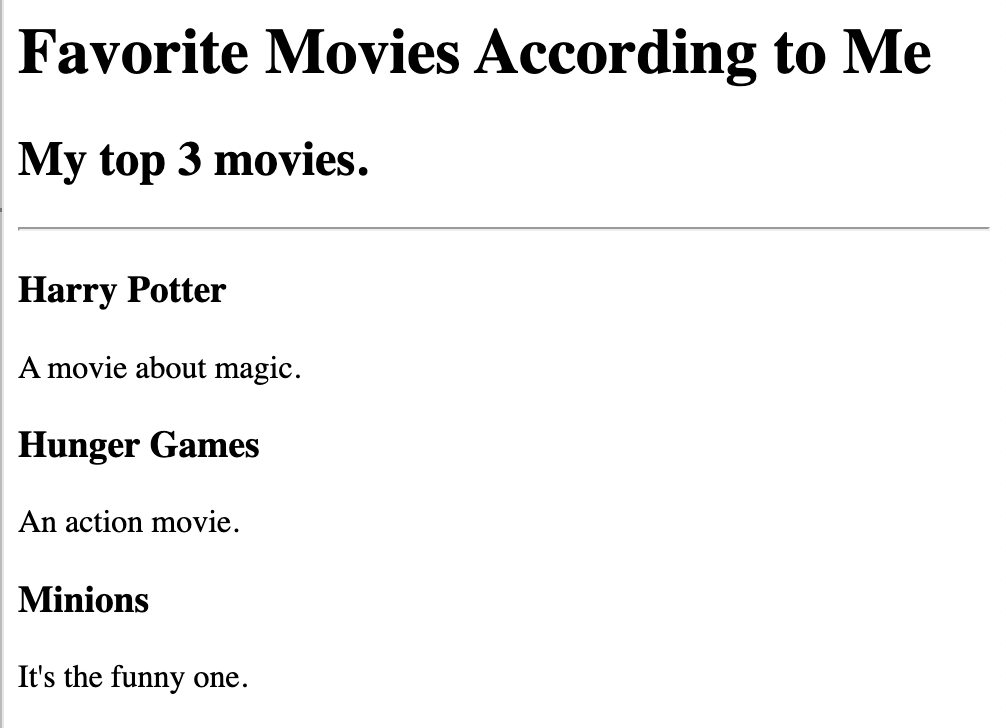 Favorite Movies According to Me
My top 3 movies.
Harry Potter
A movie about magic.
Hunger Games
An action movie.
Minions
It's the funny one.